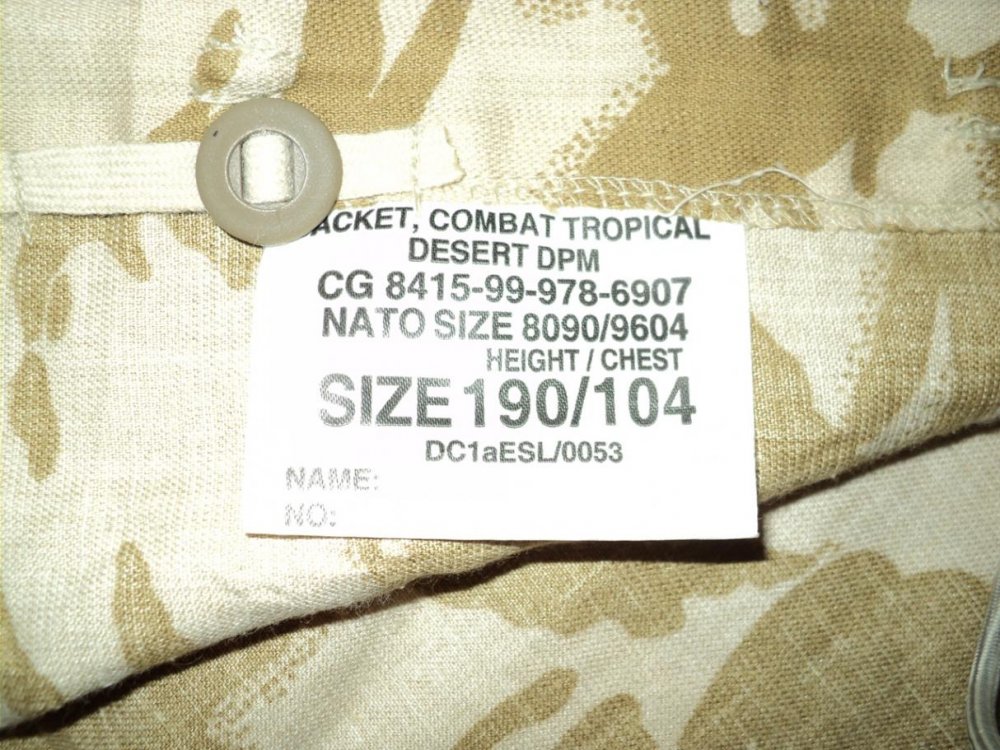 ACKET, COMBAT TROPICAL
DESERT DPM
CG 8415-99-978-6907
NATO SIZE 8090/9604
HEIGHT / CHEST
SIZE 190/104
DC1aESL/0053
NAME:
NO: